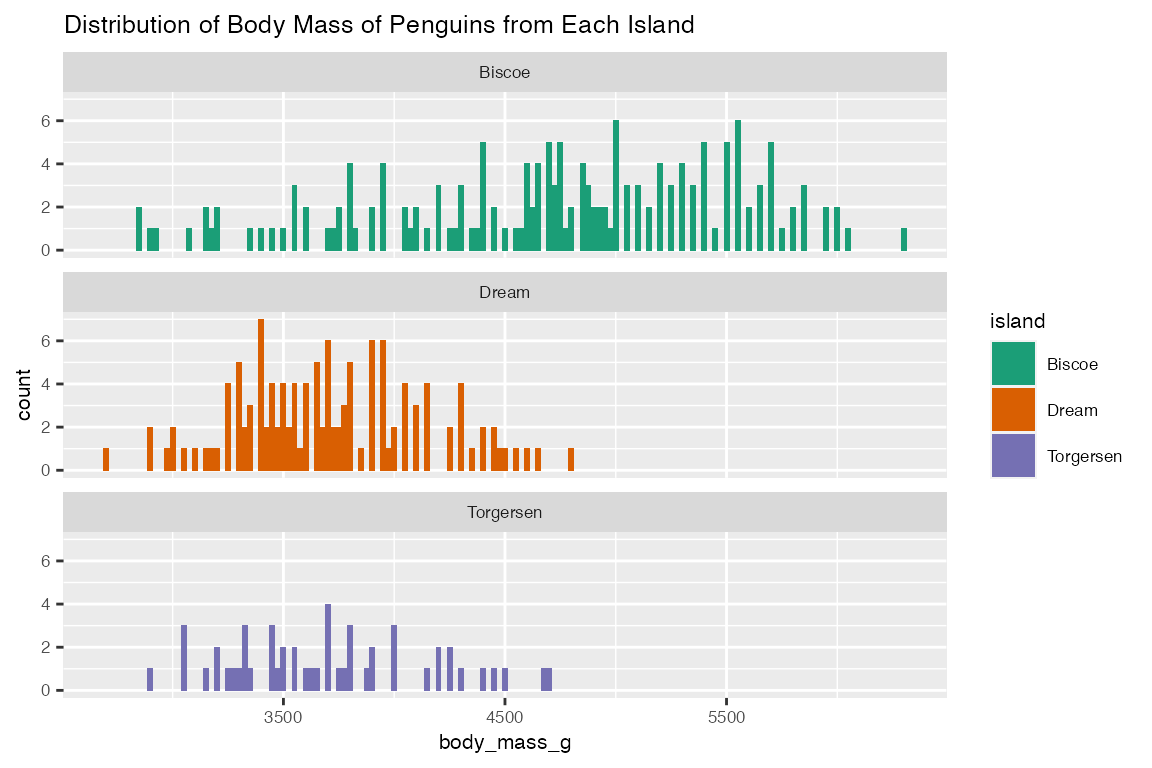 Distribution of Body Mass of Penguins from Each Island
Biscoe
6
4
2
0
Dream
6
4
2
0
Torgersen
6
4
2
0
3500 4500 5500
body_mass_g
count
island
Biscoe
Dream
Torgersen